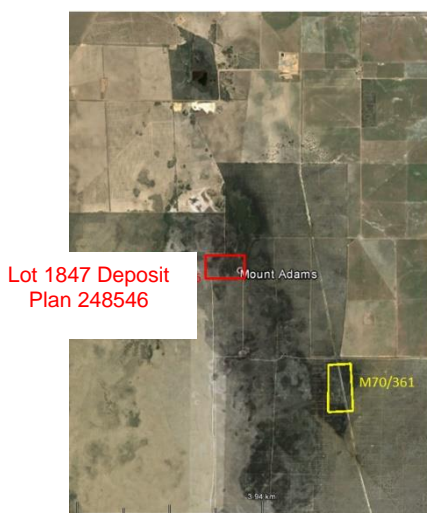 Lot 1847 Deposit
Plan 248546
Mount Adams
M70/361
3.94 km